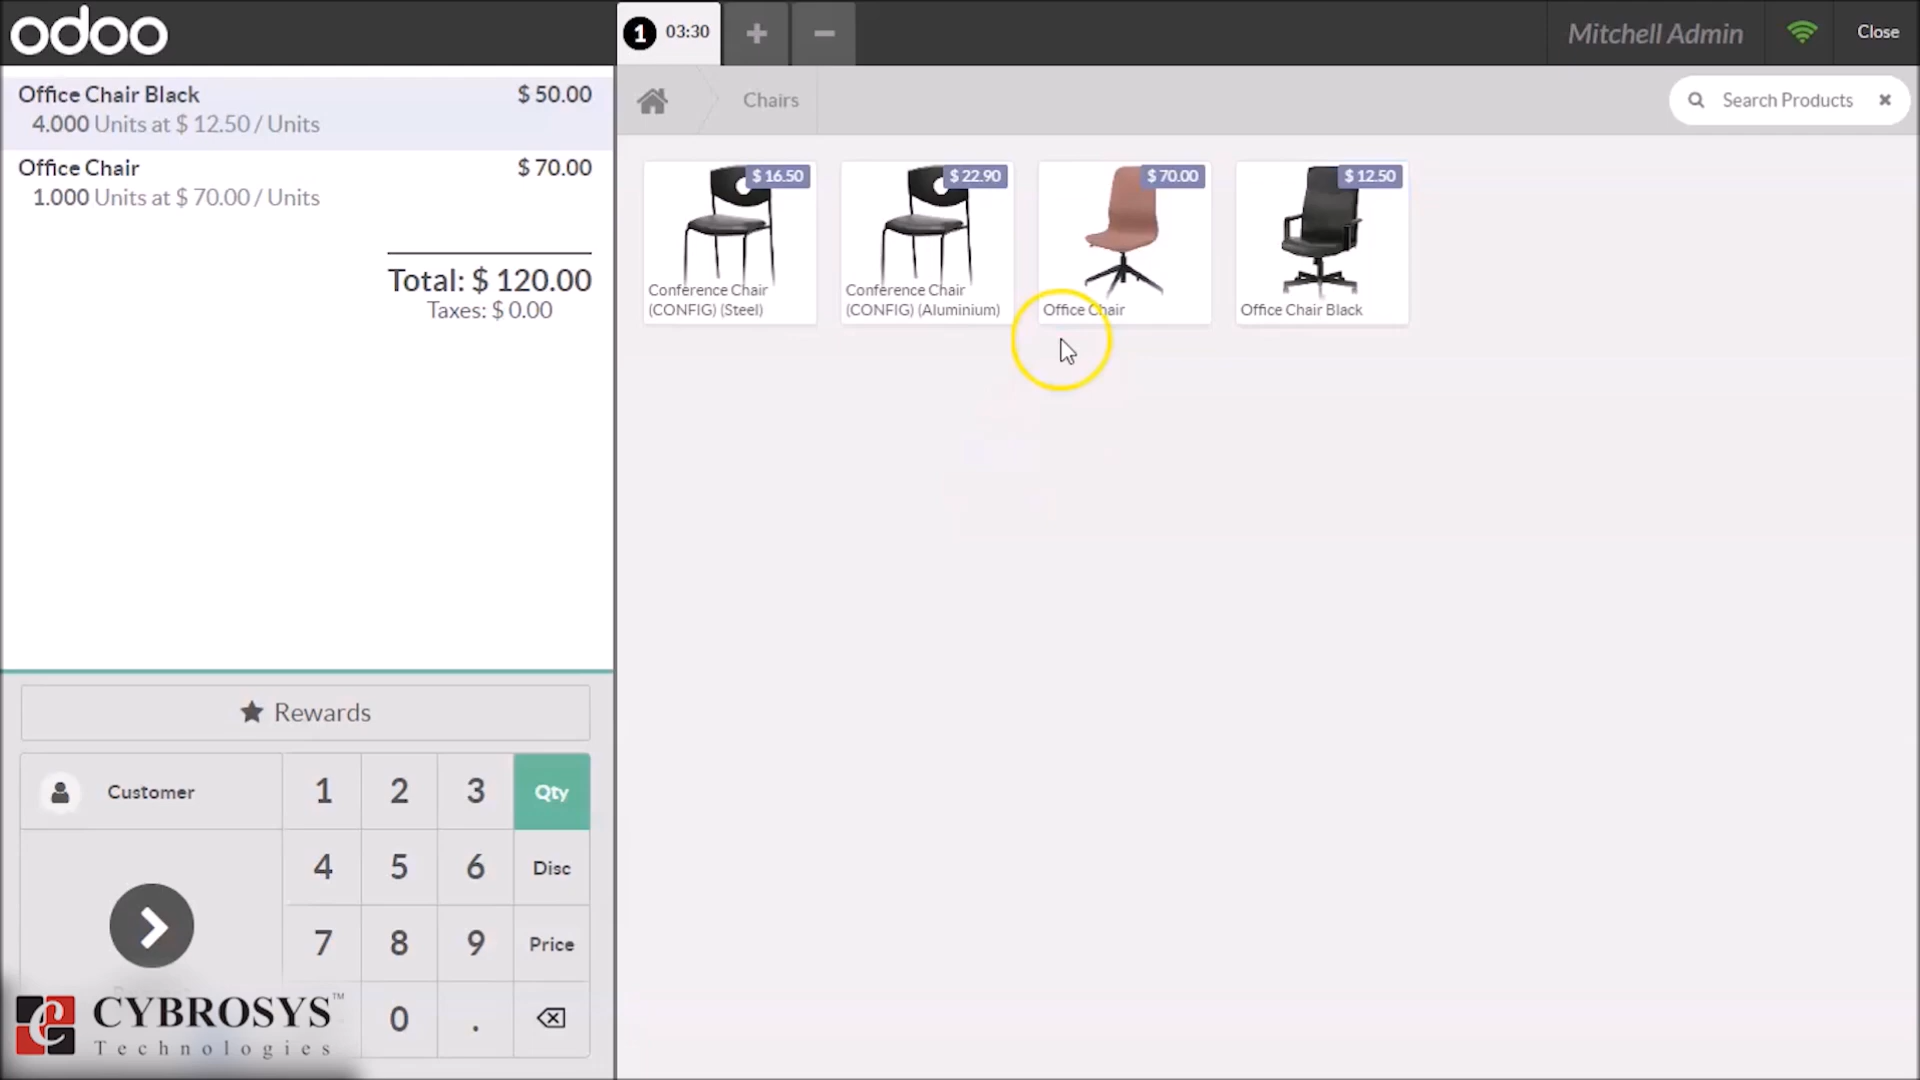 odoo
1 03:30 + −
Mitchell Admin
Close
Office Chair Black $ 50.00
4.000 Units at $ 12.50 / Units
Office Chair $ 70.00
1.000 Units at $ 70.00 / Units
Total: $ 120.00
Taxes: $ 0.00
Chairs
Search Products
$ 16.50
Conference Chair
(CONFIG) (Steel)
$ 22.90
Conference Chair
(CONFIG) (Aluminium)
$ 70.00
Office Chair
$ 12.50
Office Chair Black
Rewards
Customer
1 2 3 Qty
4 5 6 Disc
7 8 9 Price
0 .
CYBROSYS™
Technologies